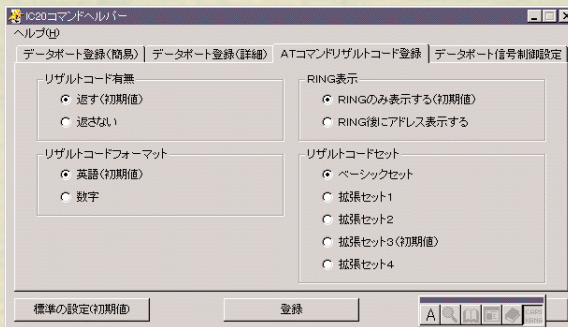 IC20コマンドヘルパー
ヘルプ(H)
データポート登録(簡易) データポート登録(詳細) ATコマンドリザルトコード登録 データポート信号制御設定
リザルトコード有無
返す(初期値)
返さない
リザルトコードフォーマット
英語(初期値)
数字
RING表示
RINGのみ表示する(初期値)
RING後にアドレス表示する
リザルトコードセット
ベーシックセット
拡張セット1
拡張セット2
拡張セット3(初期値)
拡張セット4
標準の設定(初期値)
登録
A
CAPS
KANA